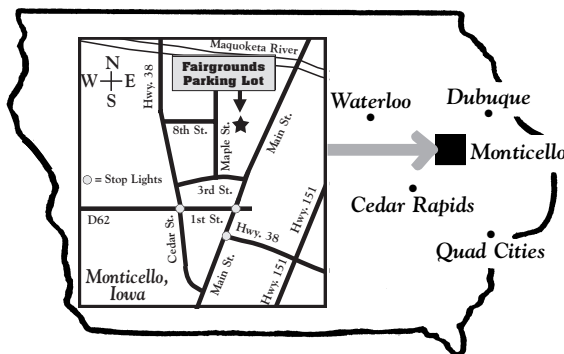 Maquoketa River
N
W E
S
Hwy. 38
Fairgrounds
Parking Lot
8th St.
Maple St.
Main St.
= Stop Lights
3rd St.
D62
1st St.
Cedar St.
Hwy. 38
Hwy. 151
Main St.
Hwy. 151
Monticello,
Iowa
Waterloo
Dubuque
Monticello
Cedar Rapids
Quad Cities